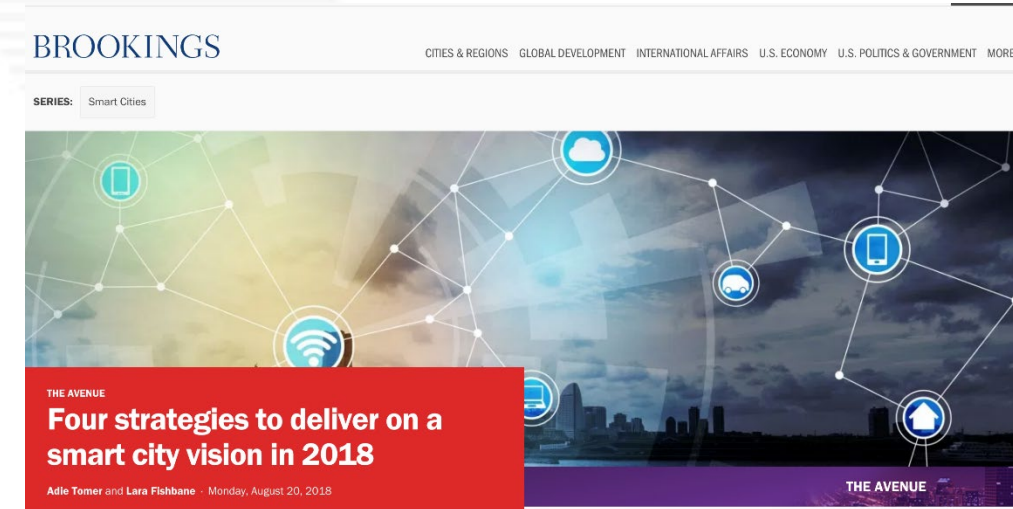 BROOKINGS
CITIES & REGIONS GLOBAL DEVELOPMENT INTERNATIONAL AFFAIRS U.S. ECONOMY U.S. POLITICS & GOVERNMENT MORE
SERIES: Smart Cities
THE AVENUE
Four strategies to deliver on a
smart city vision in 2018
Adie Tomer and Lara Fishbane · Monday, August 20, 2018
THE AVENUE